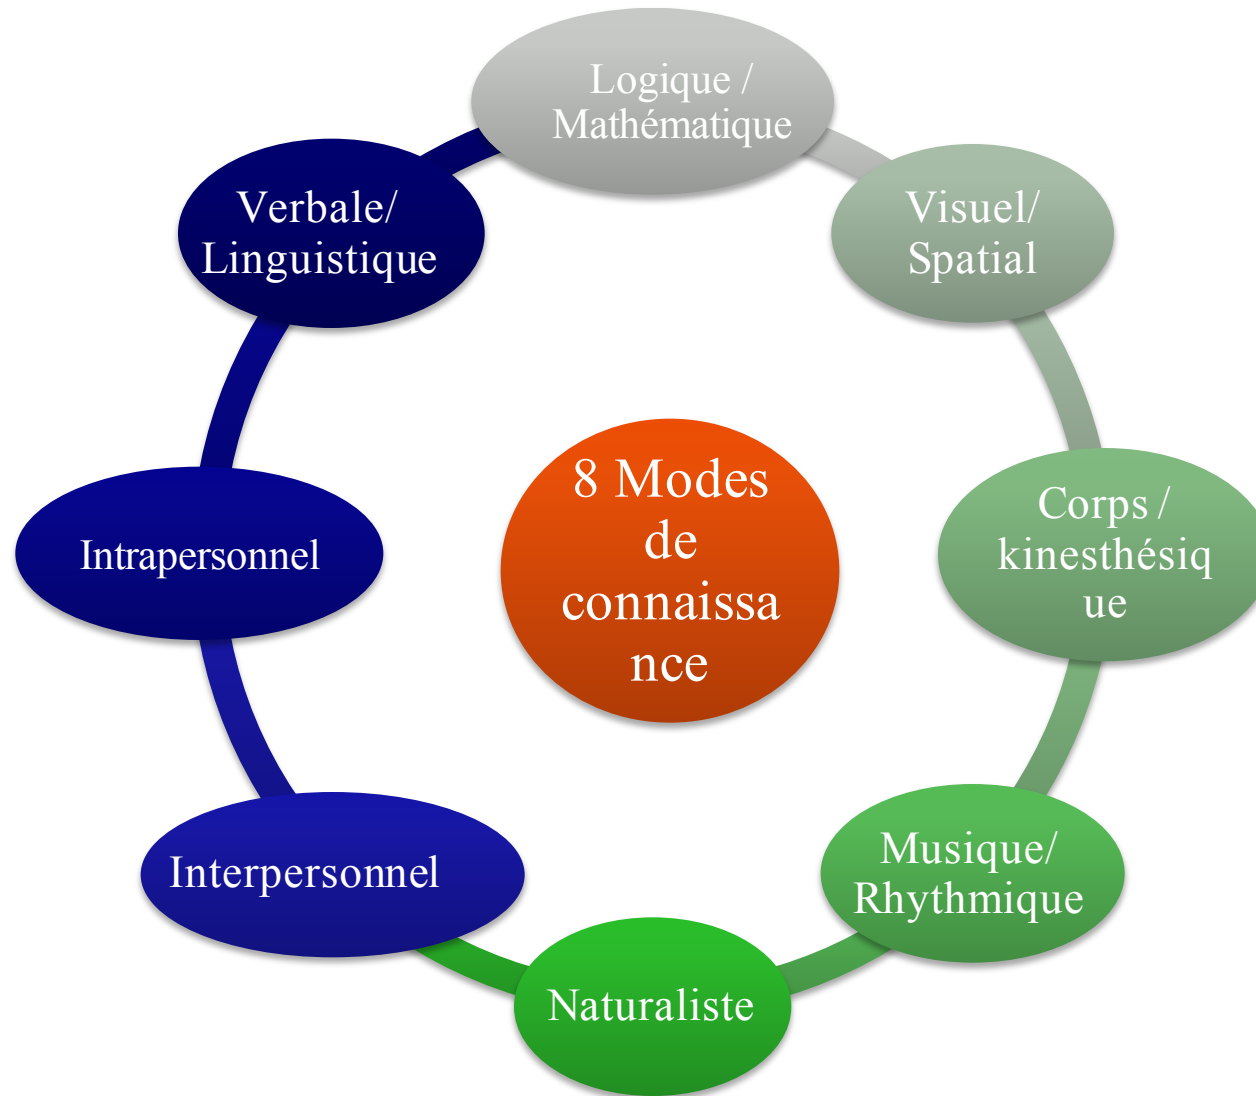 Logique /
Mathématique
Visuel/
Spatial
Corps /
kinesthésiq
ue
Musique/
Rhythmique
Naturaliste
Interpersonnel
Intrapersonnel
Verbale/
Linguistique
8 Modes
de
connaissa
nce